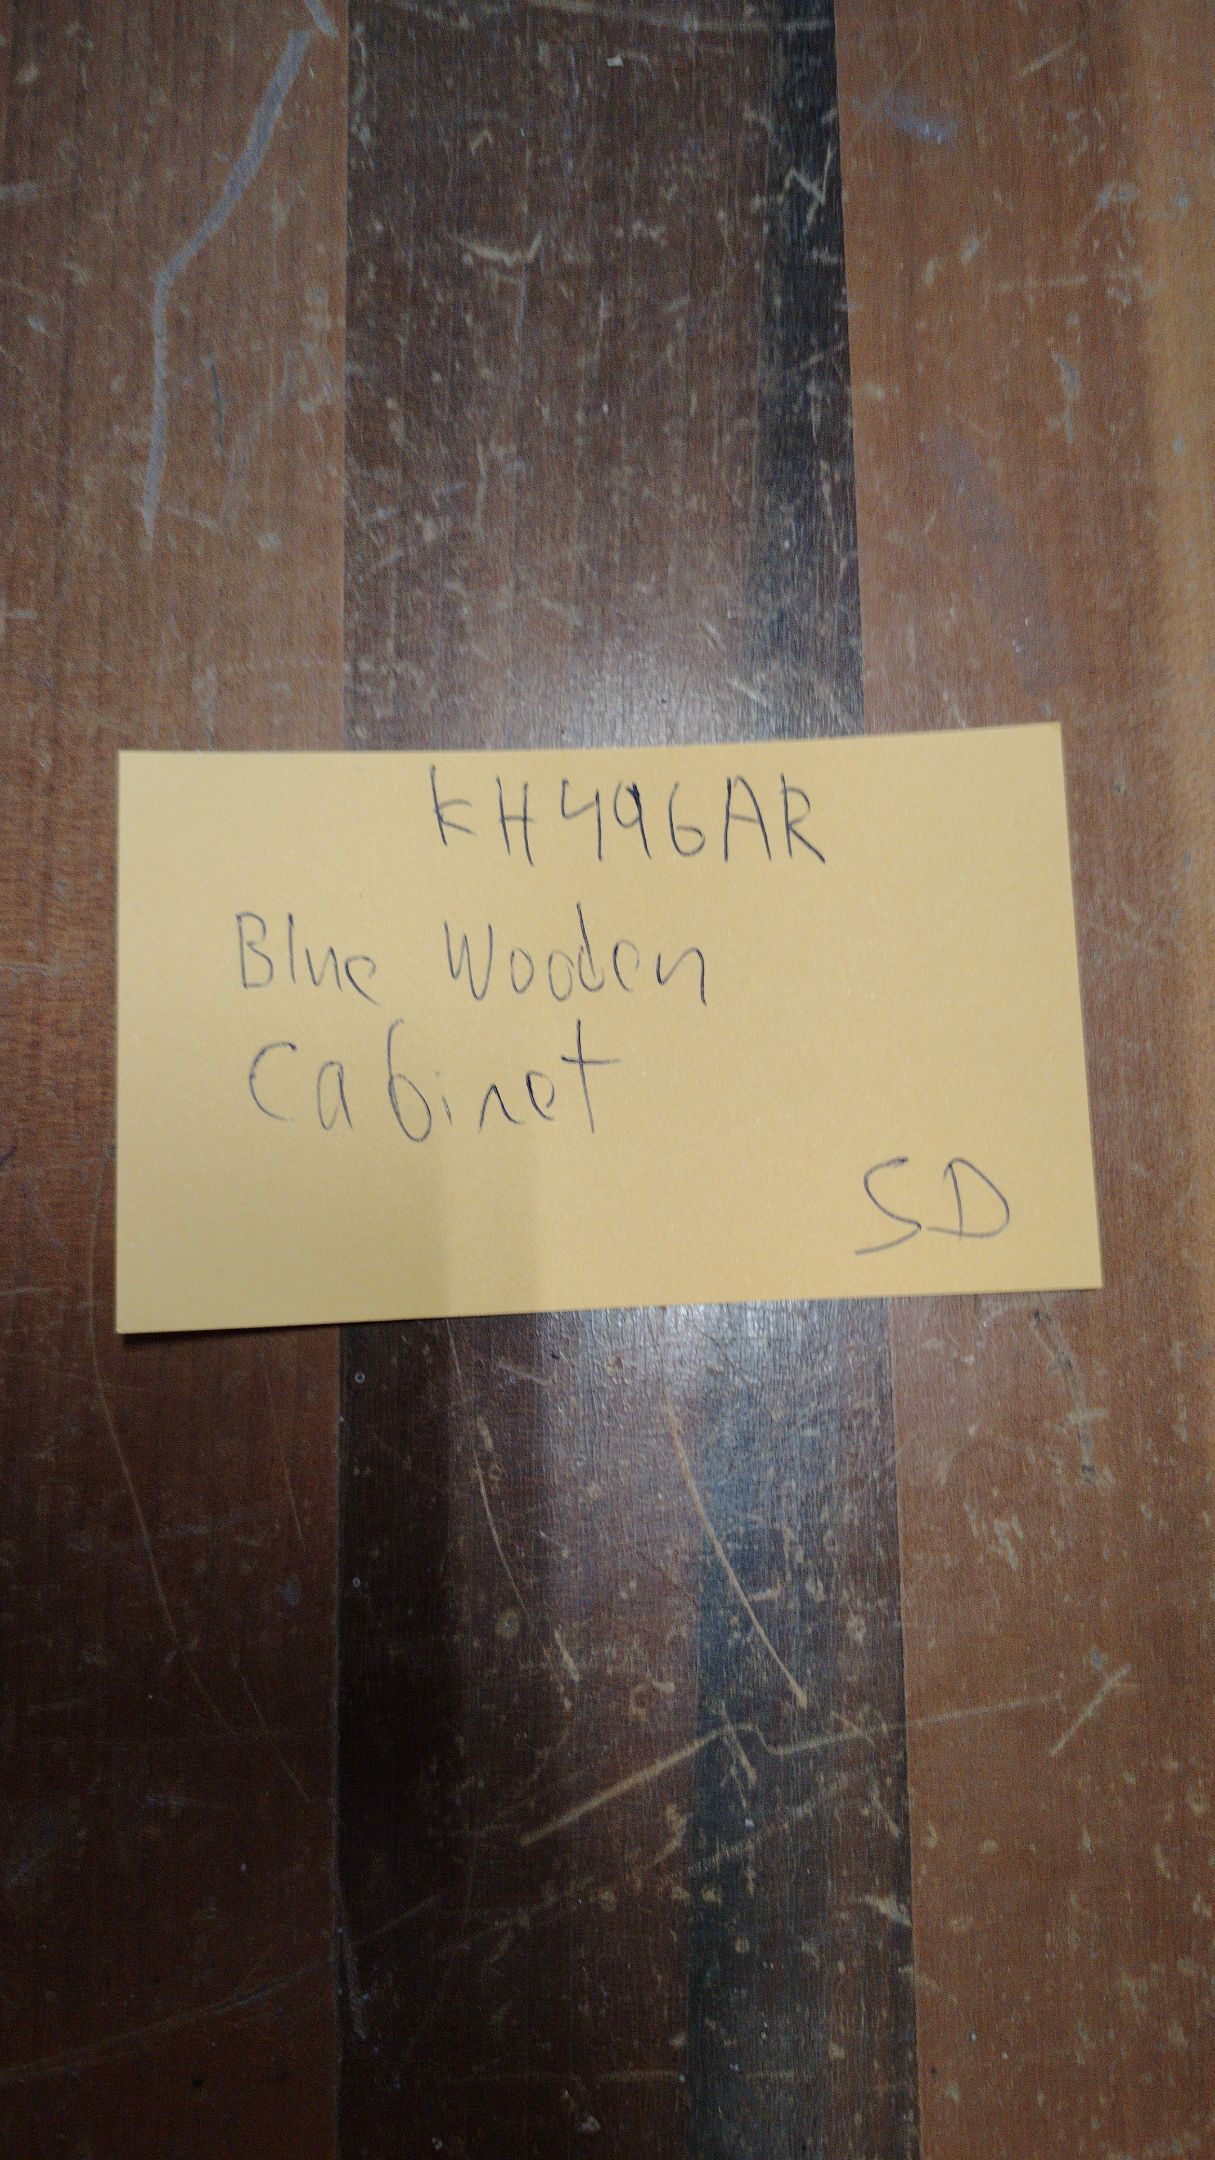 KH496AR
Blue Wooden
Cabinet
SD